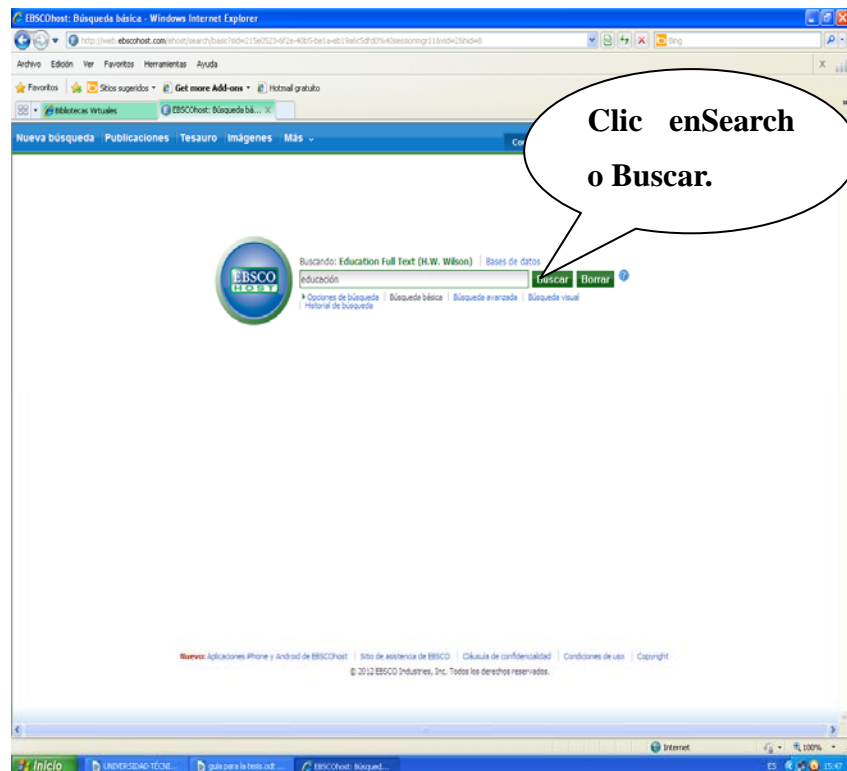 EBSCOhost: Búsqueda básica - Windows Internet Explorer
Bing
Archivo Edición Ver Favoritos Herramientas Ayuda
Favoritos Sitios sugeridos Get more Add-ons Hotmail gratuito
Bibliotecas Virtuales EBSCOhost: Búsqueda bá...
Nueva búsqueda Publicaciones Tesauro Imágenes Más
Clic enSearch
o Buscar.
Buscando: Education Full Text (H.W. Wilson) Bases de datos
EBSCO
HOST
educación Buscar Borrar
Opciones de búsqueda Búsqueda básica Búsqueda avanzada Búsqueda visual
Historial de búsqueda
Nuevo: Aplicaciones iPhone y Android de EBSCOhost Sitio de asistencia de EBSCO Cláusula de confidencialidad Condiciones de uso Copyright
© 2012 EBSCO Industries, Inc. Todos los derechos reservados.
Internet 100%
Inicio UNIVERSIDAD TÉCNI... guia para la tesis.odt ... EBSCOhost: Búsqued... ES 15:47